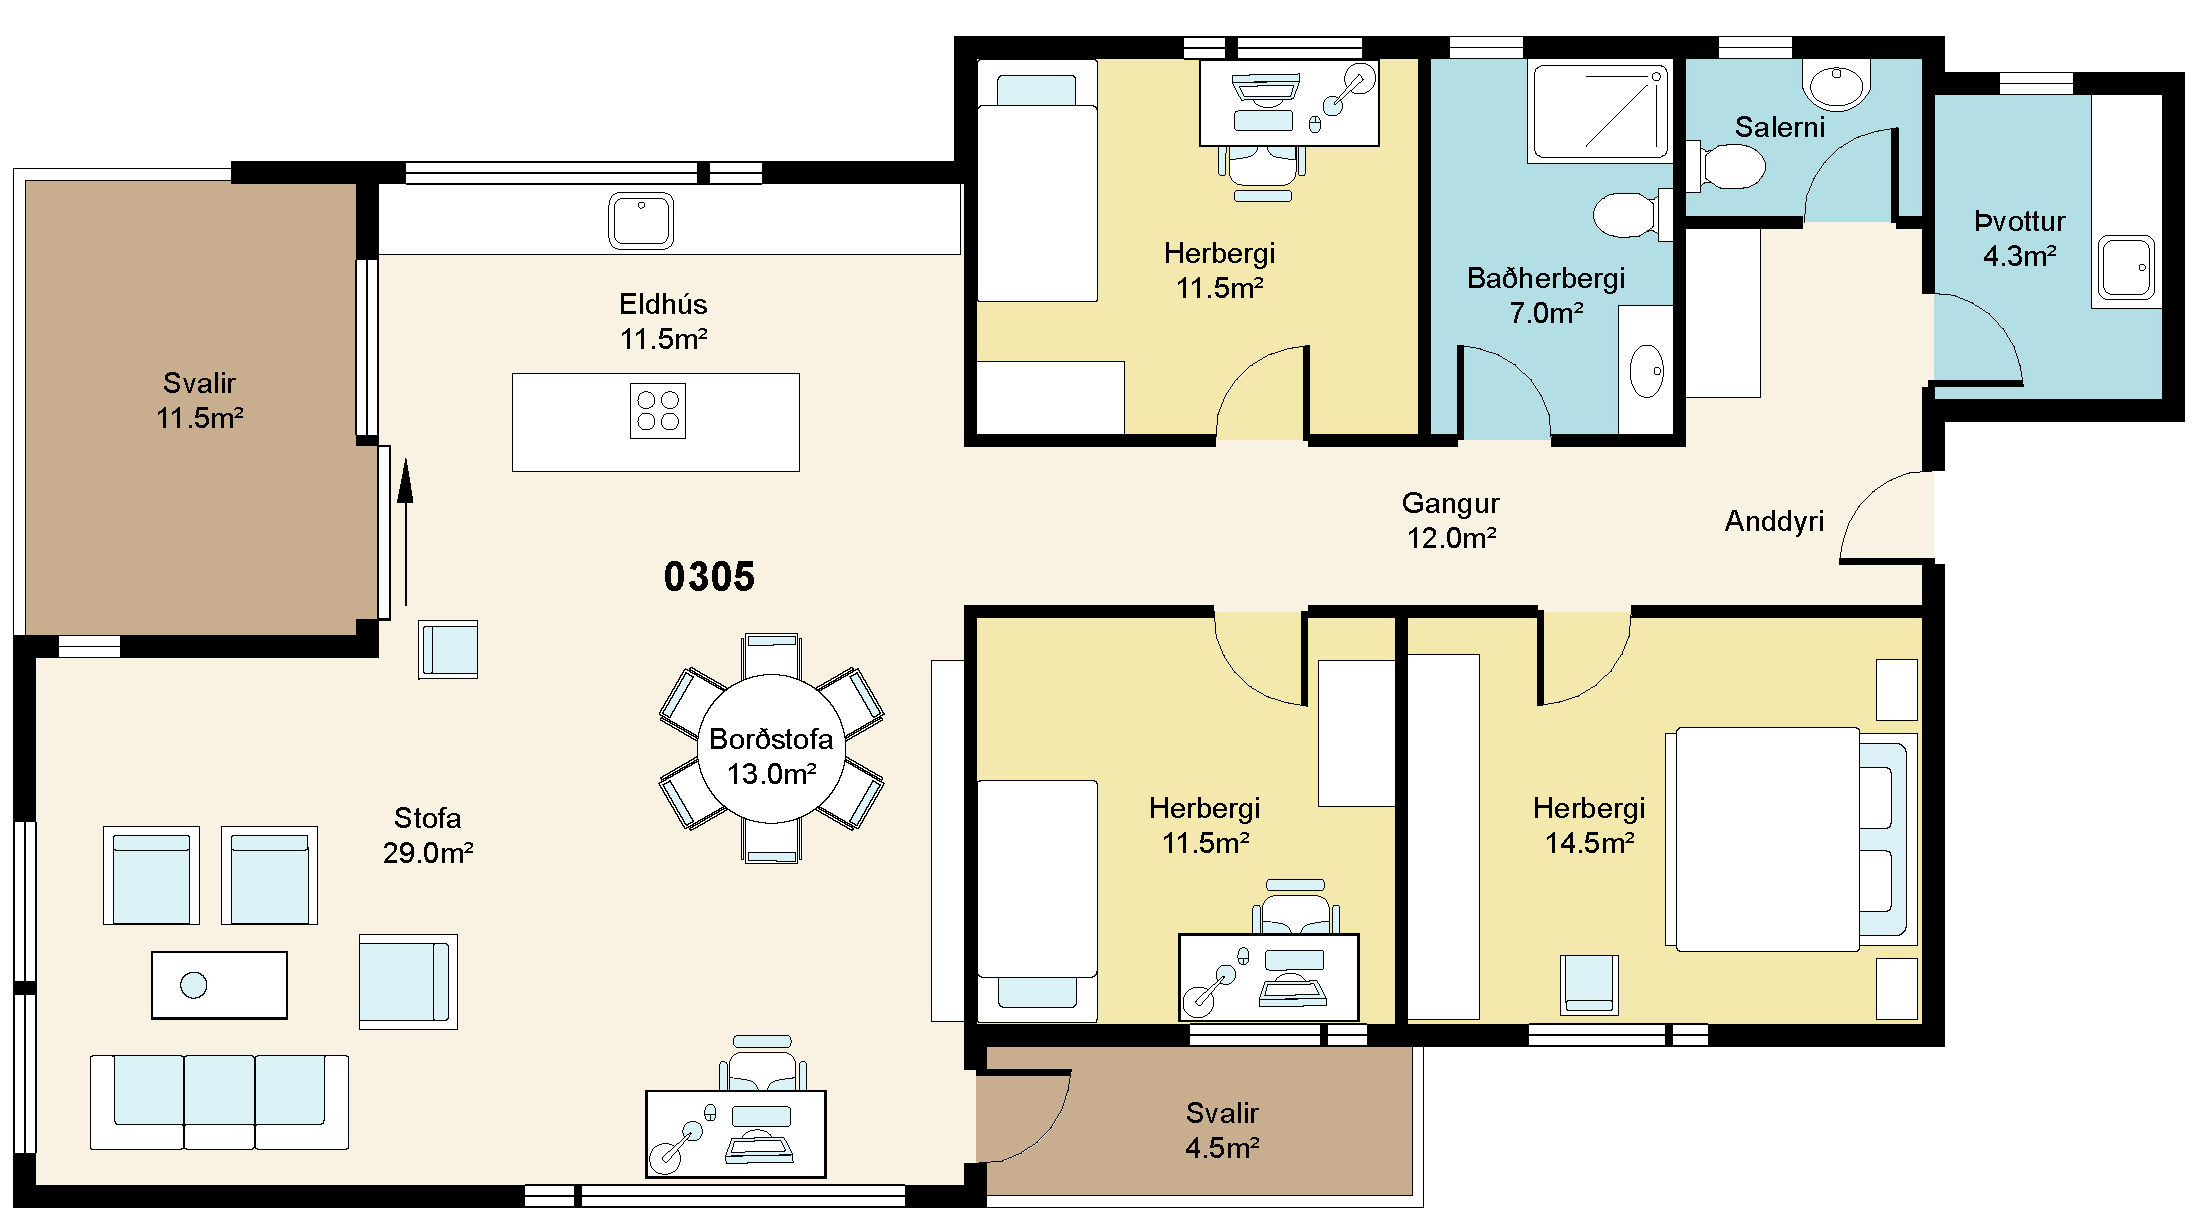 Salerni
Þvottur
4.3m²
Herbergi
11.5m²
Baðherbergi
7.0m²
Eldhús
11.5m²
Svalir
11.5m²
Gangur
12.0m²
Anddyri
0305
Borðstofa
13.0m²
Stofa
29.0m²
Herbergi
11.5m²
Herbergi
14.5m²
Svalir
4.5m²